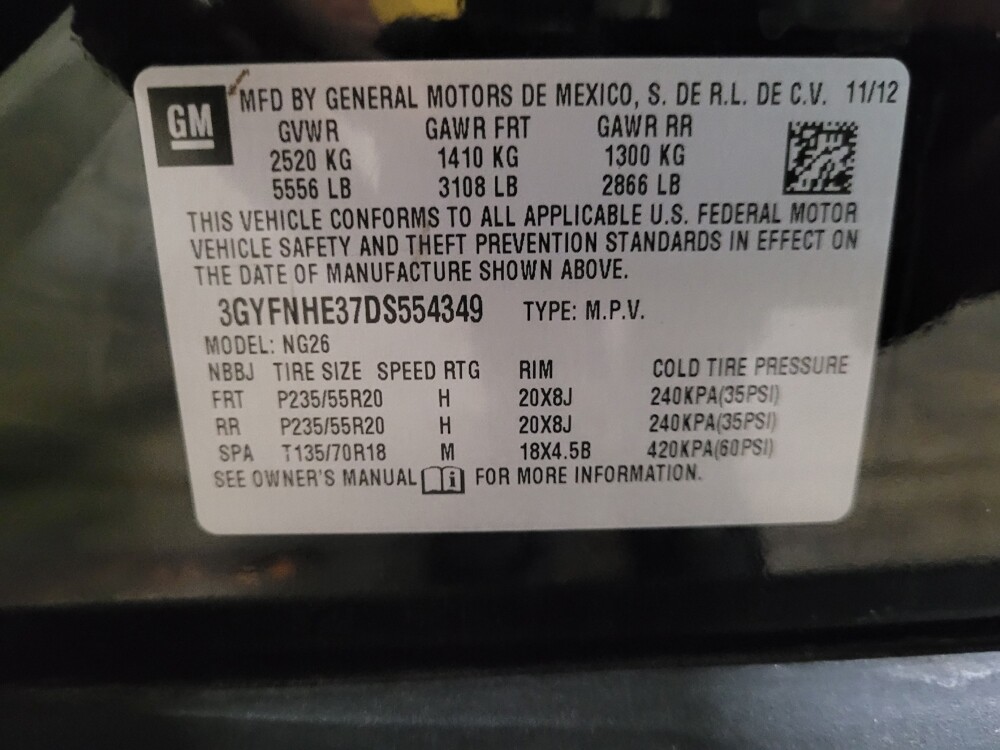 GM
MFD BY GENERAL MOTORS DE MEXICO, S. DE R.L. DE C.V. 11/12
GVWR GAWR FRT GAWR RR
2520 KG 1410 KG 1300 KG
5556 LB 3108 LB 2866 LB
THIS VEHICLE CONFORMS TO ALL APPLICABLE U.S. FEDERAL MOTOR
VEHICLE SAFETY AND THEFT PREVENTION STANDARDS IN EFFECT ON
THE DATE OF MANUFACTURE SHOWN ABOVE.
3GYFNHE37DS554349 TYPE: M.P.V.
MODEL: NG26
NBBJ TIRE SIZE SPEED RTG RIM COLD TIRE PRESSURE
FRT P235/55R20 H 20X8J 240KPA(35PSI)
RR P235/55R20 H 20X8J 240KPA(35PSI)
SPA T135/70R18 M 18X4.5B 420KPA(60PSI)
SEE OWNER'S MANUAL i FOR MORE INFORMATION.